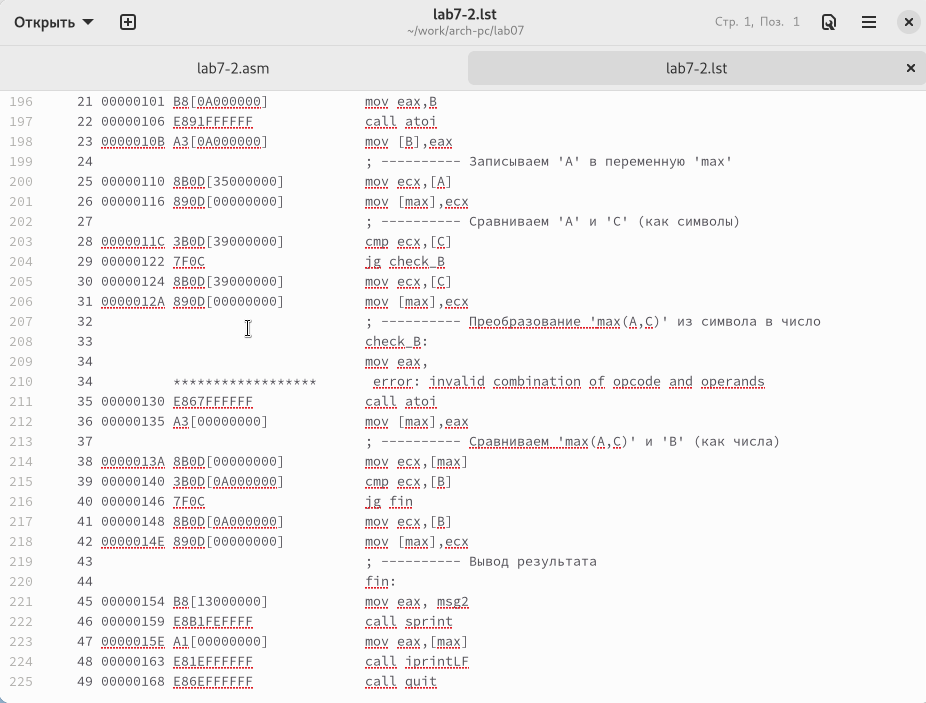 Открыть
lab7-2.lst
~/work/arch-pc/lab07
Стр. 1, Поз. 1
lab7-2.asm
lab7-2.lst
196 21 00000101 B8[0A000000] mov eax,B
197 22 00000106 E891FFFFFF call atoi
198 23 0000010B A3[0A000000] mov [B],eax
199 24 ; ---------- Записываем 'A' в переменную 'max'
200 25 00000110 8B0D[35000000] mov ecx,[A]
201 26 00000116 890D[00000000] mov [max],ecx
202 27 ; ---------- Сравниваем 'A' и 'С' (как символы)
203 28 0000011C 3B0D[39000000] cmp ecx,[C]
204 29 00000122 7F0C jg check_B
205 30 00000124 8B0D[39000000] mov ecx,[C]
206 31 0000012A 890D[00000000] mov [max],ecx
207 32 ; ---------- Преобразование 'max(A,C)' из символа в число
208 33 check_B:
209 34 mov eax,
210 34 ****************** error: invalid combination of opcode and operands
211 35 00000130 E867FFFFFF call atoi
212 36 00000135 A3[00000000] mov [max],eax
213 37 ; ---------- Сравниваем 'max(A,C)' и 'B' (как числа)
214 38 0000013A 8B0D[00000000] mov ecx,[max]
215 39 00000140 3B0D[0A000000] cmp ecx,[B]
216 40 00000146 7F0C jg fin
217 41 00000148 8B0D[0A000000] mov ecx,[B]
218 42 0000014E 890D[00000000] mov [max],ecx
219 43 ; ---------- Вывод результата
220 44 fin:
221 45 00000154 B8[13000000] mov eax, msg2
222 46 00000159 E8B1FEFFFF call sprint
223 47 0000015E A1[00000000] mov eax,[max]
224 48 00000163 E81EFFFFFF call iprintLF
225 49 00000168 E86EFFFFFF call quit